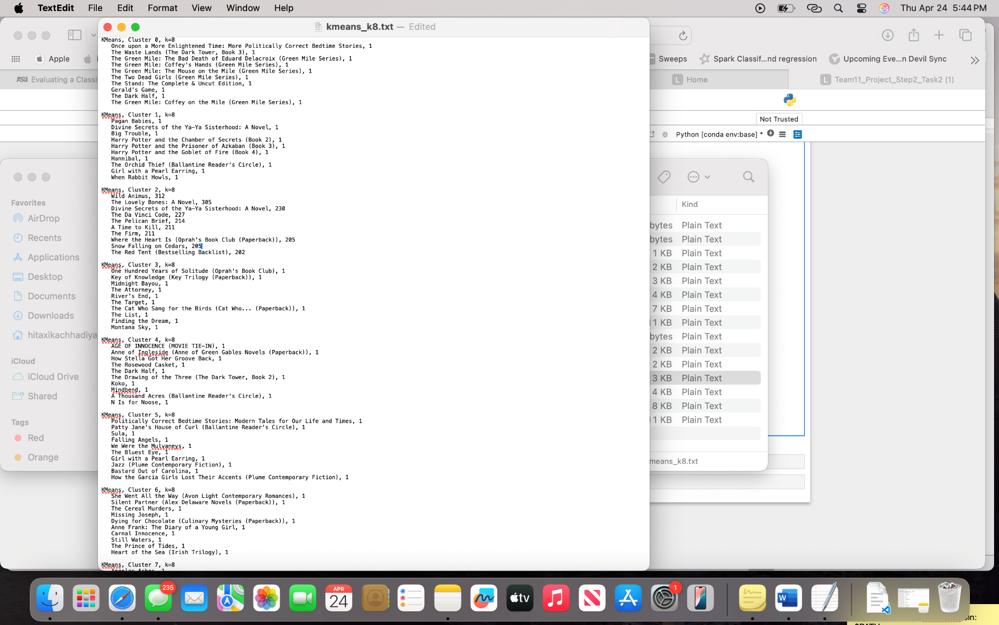 TextEdit File Edit Format View Window Help
Thu Apr 24 5:44 PM
kmeans_k8.txt — Edited
Apple
Sweeps
Spark Classif...nd regression
Upcoming Eve...n Devil Sync
ASU Evaluating a Classi
L Home
L Team11_Project_Step2_Task2 (1)
Not Trusted
Python [conda env:base] *
KMeans, Cluster 0, k=8
Once upon a More Enlightened Time: More Politically Correct Bedtime Stories, 1
The Waste Lands (The Dark Tower, Book 3), 1
The Green Mile: The Bad Death of Eduard Delacroix (Green Mile Series), 1
The Green Mile: Coffey's Hands (Green Mile Series), 1
The Green Mile: The Mouse on the Mile (Green Mile Series), 1
The Two Dead Girls (Green Mile Series), 1
The Stand: The Complete & Uncut Edition, 1
Gerald's Game, 1
The Dark Half, 1
The Green Mile: Coffey on the Mile (Green Mile Series), 1
KMeans, Cluster 1, k=8
Pagan Babies, 1
Divine Secrets of the Ya-Ya Sisterhood: A Novel, 1
Big Trouble, 1
Harry Potter and the Chamber of Secrets (Book 2), 1
Harry Potter and the Prisoner of Azkaban (Book 3), 1
Harry Potter and the Goblet of Fire (Book 4), 1
Hannibal, 1
The Orchid Thief (Ballantine Reader's Circle), 1
Girl with a Pearl Earring, 1
When Rabbit Howls, 1
KMeans, Cluster 2, k=8
Wild Animus, 312
The Lovely Bones: A Novel, 305
Divine Secrets of the Ya-Ya Sisterhood: A Novel, 230
The Da Vinci Code, 227
The Pelican Brief, 214
A Time to Kill, 211
The Firm, 211
Where the Heart Is (Oprah's Book Club (Paperback)), 205
Snow Falling on Cedars, 205
The Red Tent (Bestselling Backlist), 202
KMeans, Cluster 3, k=8
One Hundred Years of Solitude (Oprah's Book Club), 1
Key of Knowledge (Key Trilogy (Paperback)), 1
Midnight Bayou, 1
The Attorney, 1
River's End, 1
The Target, 1
The Cat Who Sang for the Birds (Cat Who... (Paperback)), 1
The List, 1
Finding the Dream, 1
Montana Sky, 1
KMeans, Cluster 4, k=8
AGE OF INNOCENCE (MOVIE TIE-IN), 1
Anne of Ingleside (Anne of Green Gables Novels (Paperback)), 1
How Stella Got Her Groove Back, 1
The Rosewood Casket, 1
The Dark Half, 1
The Drawing of the Three (The Dark Tower, Book 2), 1
Koko, 1
Mindbend, 1
A Thousand Acres (Ballantine Reader's Circle), 1
N Is for Noose, 1
KMeans, Cluster 5, k=8
Politically Correct Bedtime Stories: Modern Tales for Our Life and Times, 1
Patty Jane's House of Curl (Ballantine Reader's Circle), 1
Sula, 1
Falling Angels, 1
We Were the Mulvaneys, 1
The Bluest Eye, 1
Girl with a Pearl Earring, 1
Jazz (Plume Contemporary Fiction), 1
Bastard Out of Carolina, 1
How the Garcia Girls Lost Their Accents (Plume Contemporary Fiction), 1
KMeans, Cluster 6, k=8
She Went All the Way (Avon Light Contemporary Romances), 1
Silent Partner (Alex Delaware Novels (Paperback)), 1
The Cereal Murders, 1
Missing Joseph, 1
Dying for Chocolate (Culinary Mysteries (Paperback)), 1
Anne Frank: The Diary of a Young Girl, 1
Carnal Innocence, 1
Still Waters, 1
The Prince of Tides, 1
Heart of the Sea (Irish Trilogy), 1
KMeans, Cluster 7, k=8
Favorites
AirDrop
Recents
Applications
Desktop
Documents
Downloads
hitaxikachhadiya
iCloud
iCloud Drive
Shared
Tags
Red
Orange
Kind
bytes Plain Text
bytes Plain Text
1 KB Plain Text
2 KB Plain Text
3 KB Plain Text
4 KB Plain Text
7 KB Plain Text
11 KB Plain Text
bytes Plain Text
2 KB Plain Text
2 KB Plain Text
3 KB Plain Text
4 KB Plain Text
8 KB Plain Text
11 KB Plain Text
means_k8.txt
235
APR
24
tv
1
W
in: